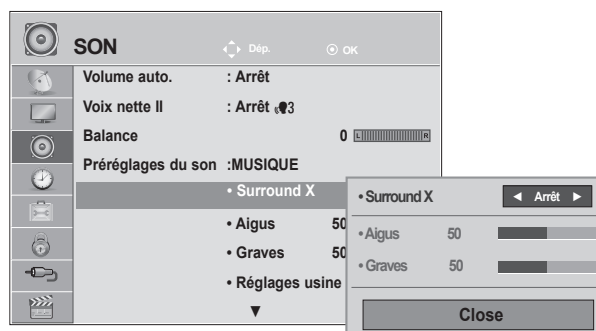 SON Dép. OK
Volume auto. : Arrêt
Voix nette II : Arrêt 3
Balance 0 L R
Préréglages du son :MUSIQUE
• Surround X
• Aigus 50
• Graves 50
• Réglages usine
▼
• Surround X ◄ Arrêt ►
• Aigus 50
• Graves 50
Close